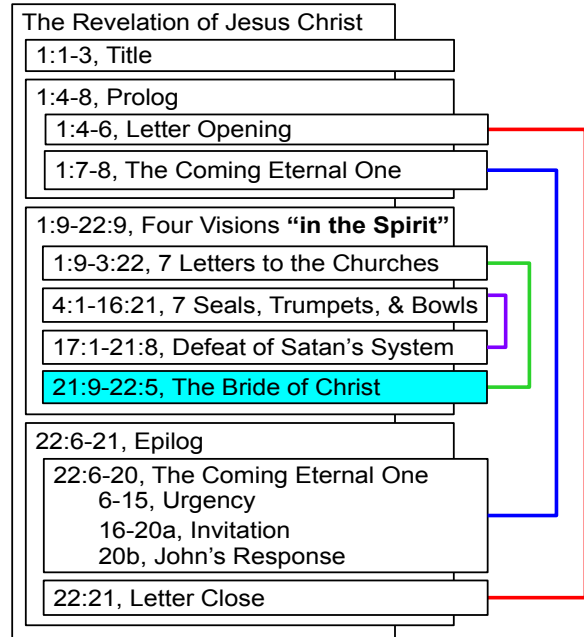 The Revelation of Jesus Christ
1:1-3, Title
1:4-8, Prolog
1:4-6, Letter Opening
1:7-8, The Coming Eternal One
1:9-22:9, Four Visions “in the Spirit”
1:9-3:22, 7 Letters to the Churches
4:1-16:21, 7 Seals, Trumpets, & Bowls
17:1-21:8, Defeat of Satan’s System
21:9-22:5, The Bride of Christ
22:6-21, Epilog
22:6-20, The Coming Eternal One
6-15, Urgency
16-20a, Invitation
20b, John’s Response
22:21, Letter Close